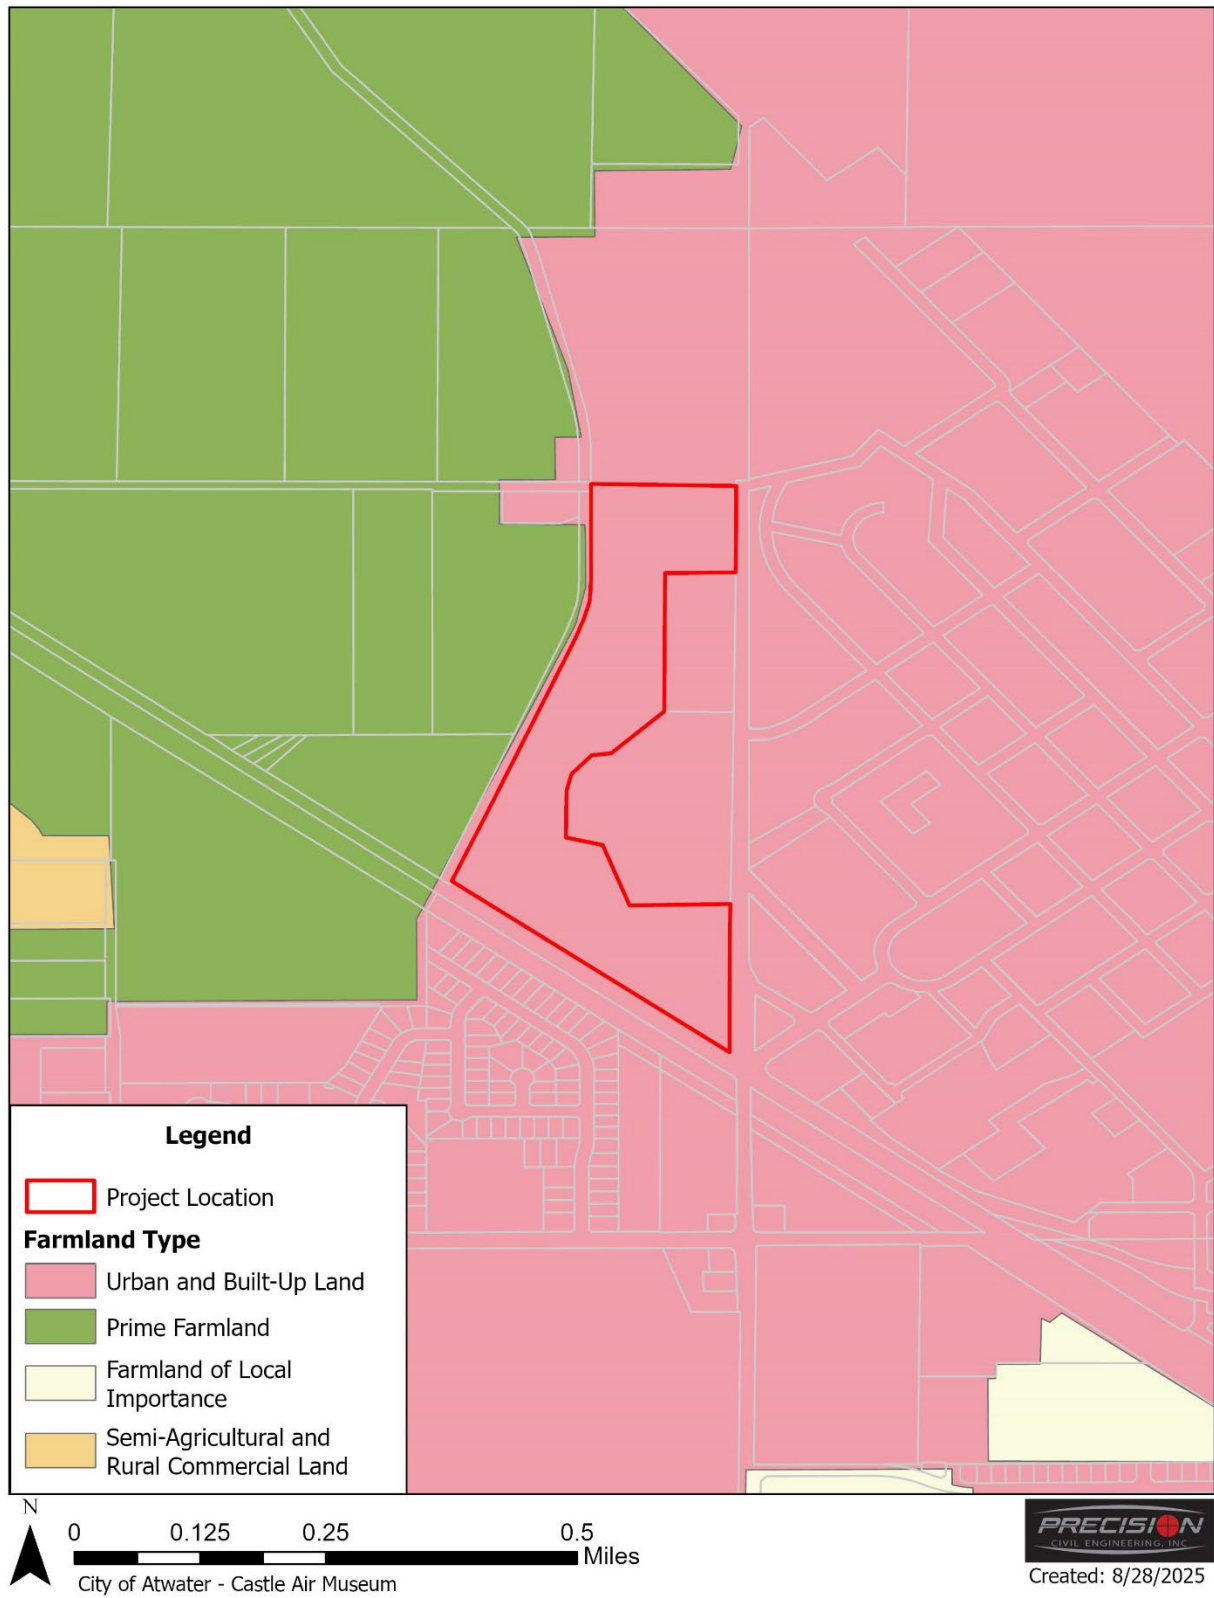 Legend
Project Location
Farmland Type
Urban and Built-Up Land
Prime Farmland
Farmland of Local
Importance
Semi-Agricultural and
Rural Commercial Land
N
0 0.125 0.25 0.5
Miles
City of Atwater - Castle Air Museum
PRECISION
CIVIL ENGINEERING, INC
Created: 8/28/2025